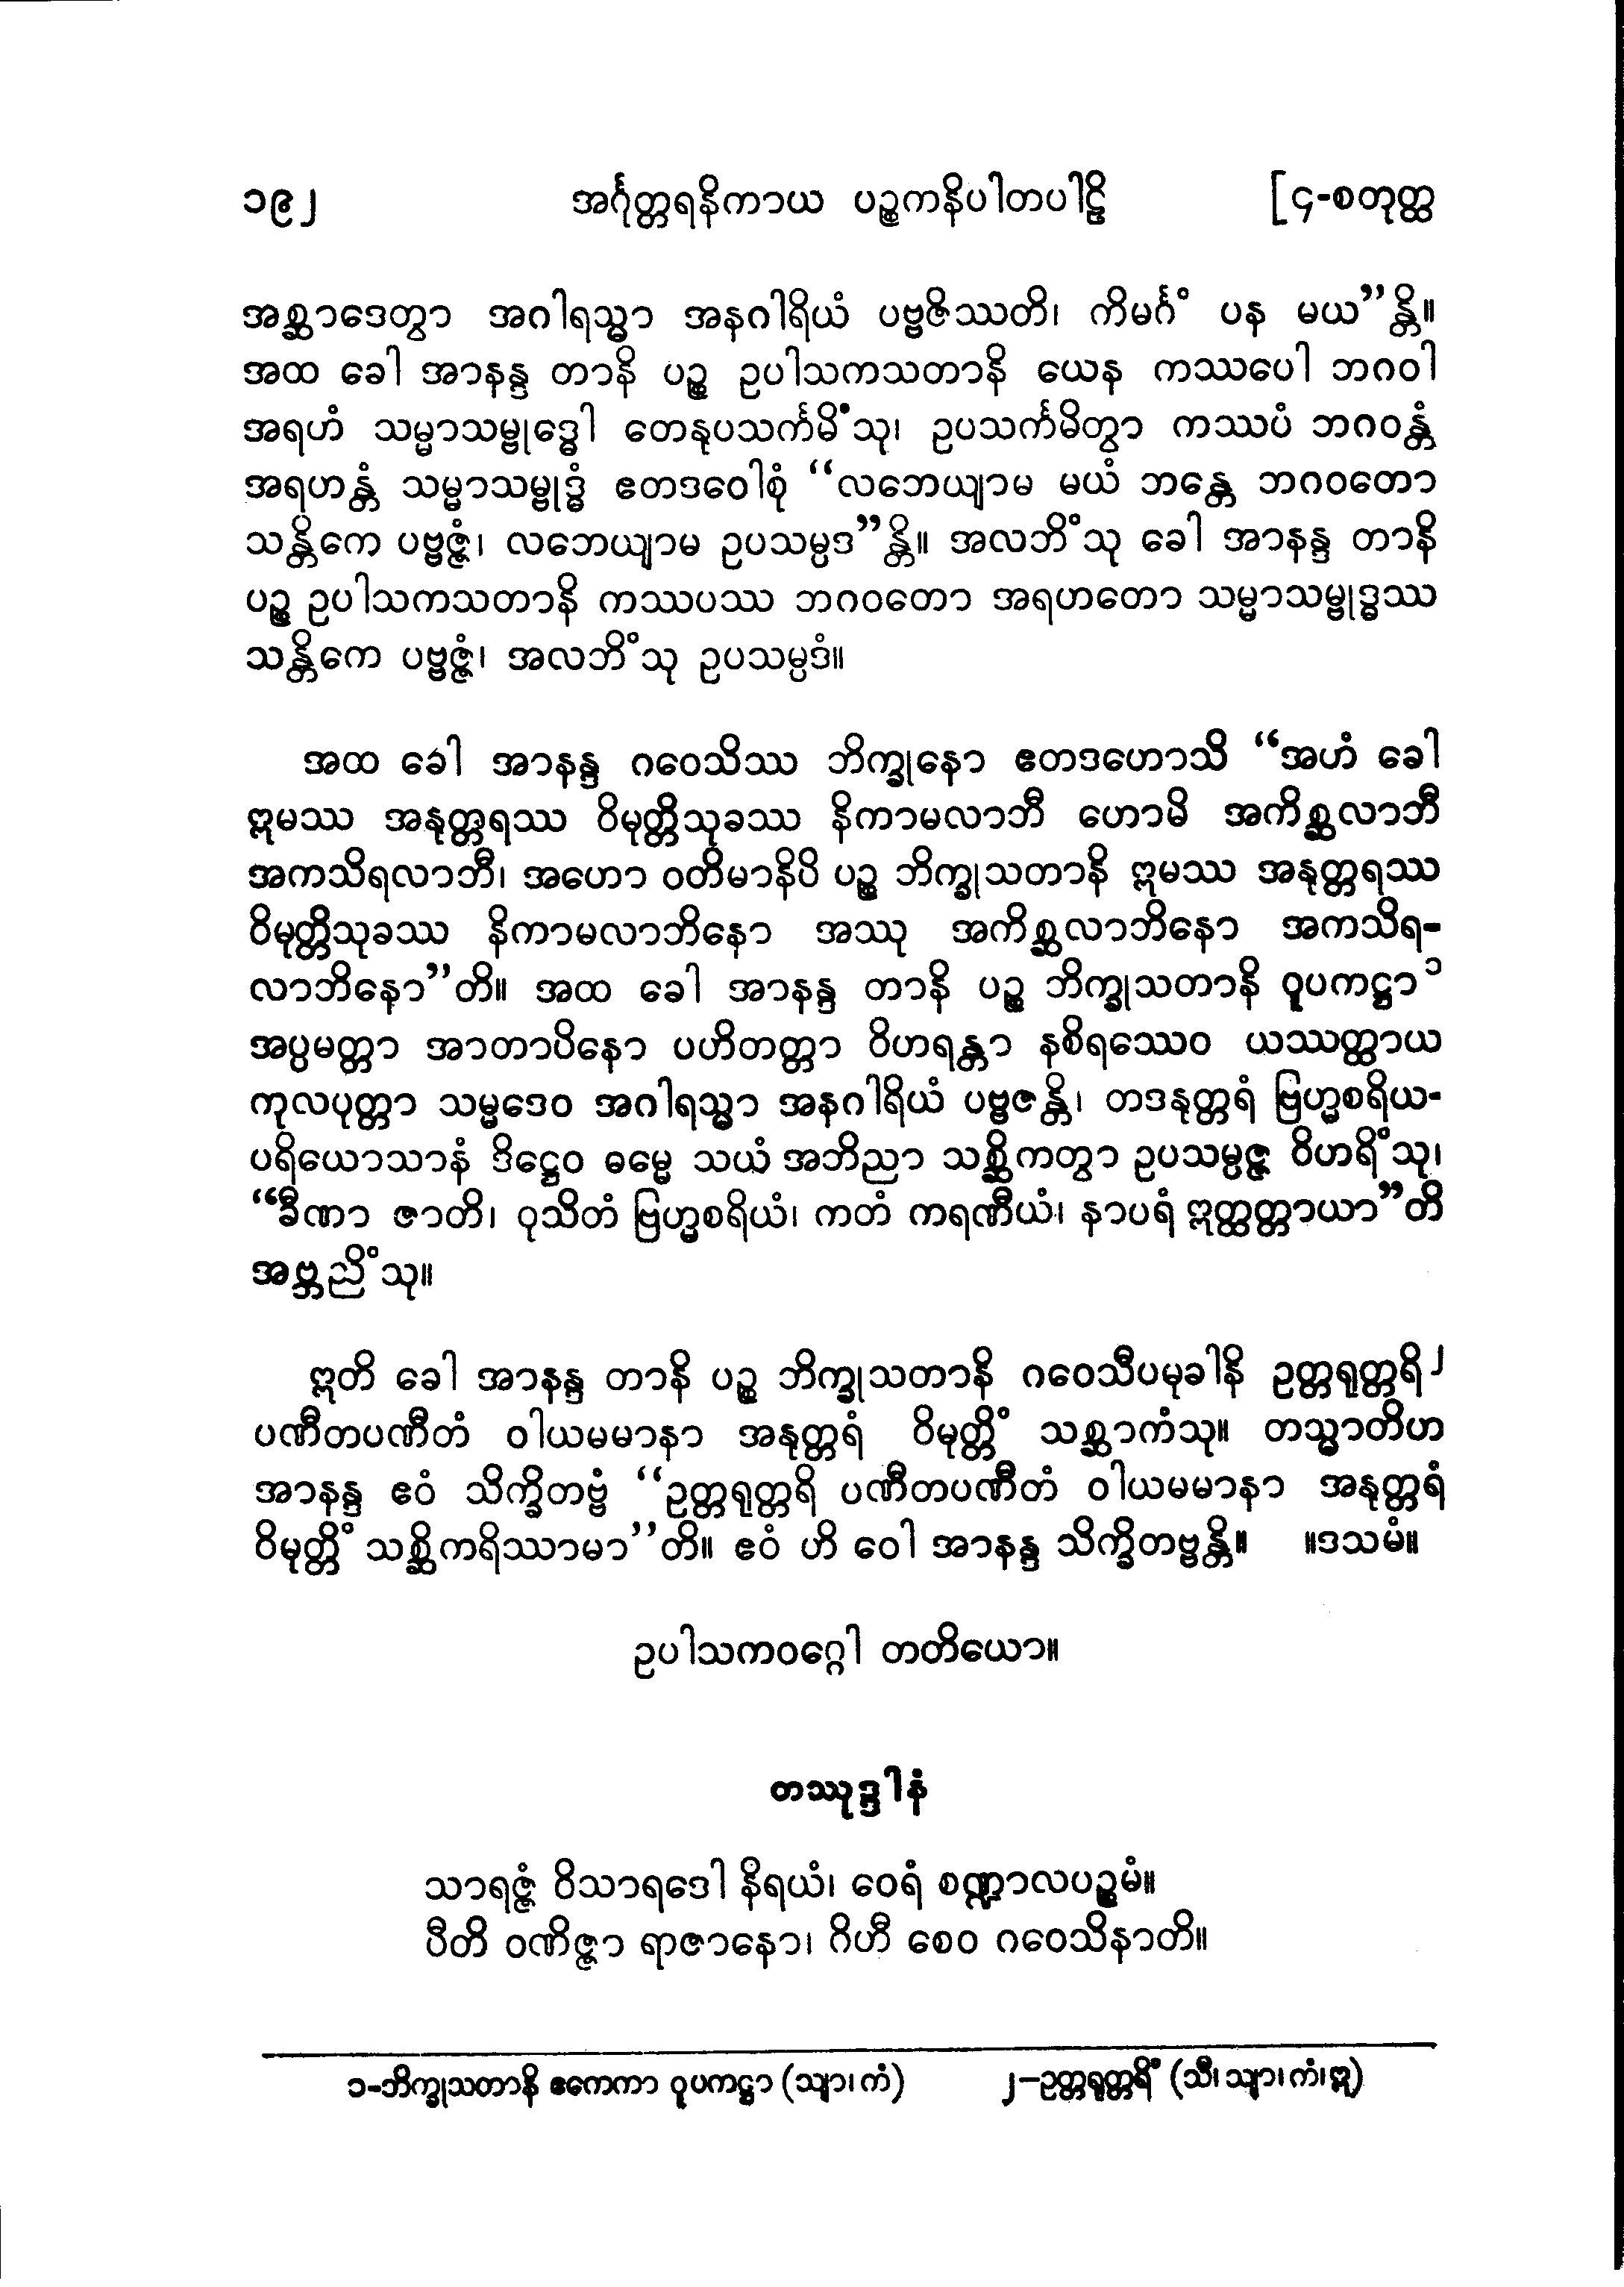 ၁၉၂ အင်္ဂုတ္တရနိကာယ ပဉ္စကနိပါတပါဠိ [၄-စတုတ္ထ
အစ္ဆာဒေတွာ အဂါရသ္မာ အနဂါရိယံ ပဗ္ဗဇိဿတိ၊ ကိမင်္ဂံ ပန မယ”န္တိ။
အထ ခေါ အာနန္ဒ တာနိ ပဉ္စ ဥပါသကသတာနိ ယေန ကဿပေါ ဘဂဝါ
အရဟံ သမ္မာသမ္ဗုဒ္ဓေါ တေနုပသင်္ကမိံသု၊ ဥပသင်္ကမိတွာ ကဿပံ ဘဂဝန္တံ
အရဟန္တံ သမ္မာသမ္ဗုဒ္ဓံ ဧတဒဝေါစုံ “လဘေယျာမ မယံ ဘန္တေ ဘဂဝတော
သန္တိကေ ပဗ္ဗဇ္ဇံ၊ လဘေယျာမ ဥပသမ္ပဒ”န္တိ။ အလဘိံသု ခေါ အာနန္ဒ တာနိ
ပဉ္စ ဥပါသကသတာနိ ကဿပဿ ဘဂဝတော အရဟတော သမ္မာသမ္ဗုဒ္ဓဿ
သန္တိကေ ပဗ္ဗဇ္ဇံ၊ အလဘိံသု ဥပသမ္ပဒံ။
အထ ခေါ အာနန္ဒ ဂဝေသိဿ ဘိက္ခုနော ဧတဒဟောသိ “အဟံ ခေါ
ဣမဿ အနုတ္တရဿ ဝိမုတ္တိသုခဿ နိကာမလာဘီ ဟောမိ အကိစ္ဆလာဘီ
အကသိရလာဘီ၊ အဟော ဝတိမာနိပိ ပဉ္စ ဘိက္ခုသတာနိ ဣမဿ အနုတ္တရဿ
ဝိမုတ္တိသုခဿ နိကာမလာဘိနော အဿု အကိစ္ဆလာဘိနော အကသိရ-
လာဘိနော”တိ။ အထ ခေါ အာနန္ဒ တာနိ ပဉ္စ ဘိက္ခုသတာနိ ဝူပကဋ္ဌာ ၁
အပ္ပမတ္တာ အာတာပိနော ပဟိတတ္တာ ဝိဟရန္တာ နစိရဿေဝ ယဿတ္ထာယ
ကုလပုတ္တာ သမ္မဒေဝ အဂါရသ္မာ အနဂါရိယံ ပဗ္ဗဇန္တိ၊ တဒနုတ္တရံ ဗြဟ္မစရိယ-
ပရိယောသာနံ ဒိဋ္ဌေဝ ဓမ္မေ သယံ အဘိညာ သစ္ဆိကတွာ ဥပသမ္ပဇ္ဇ ဝိဟရိံသု၊
“ခီဏာ ဇာတိ၊ ဝုသိတံ ဗြဟ္မစရိယံ၊ ကတံ ကရဏီယံ၊ နာပရံ ဣတ္ထတ္တာယာ”တိ
အဗ္ဘညိံသု။
ဣတိ ခေါ အာနန္ဒ တာနိ ပဉ္စ ဘိက္ခုသတာနိ ဂဝေသီပမုခါနိ ဥတ္တရုတ္တရိ ၂
ပဏီတပဏီတံ ဝါယမမာနာ အနုတ္တရံ ဝိမုတ္တိံ သစ္ဆာကံသု။ တသ္မာတိဟ
အာနန္ဒ ဧဝံ သိက္ခိတဗ္ဗံ “ဥတ္တရုတ္တရိ ပဏီတပဏီတံ ဝါယမမာနာ အနုတ္တရံ
ဝိမုတ္တိံ သစ္ဆိကရိဿာမာ”တိ။ ဧဝံ ဟိ ဝေါ အာနန္ဒ သိက္ခိတဗ္ဗန္တိ။ ။ဒသမံ။
ဥပါသကဝဂ္ဂေါ တတိယော။
တဿုဒ္ဒါနံ
သာရဇ္ဇံ ဝိသာရဒေါ နိရယံ၊ ဝေရံ စဏ္ဍာလပဉ္စမံ။
ပီတိ ဝဏိဇ္ဇာ ရာဇာနော၊ ဂိဟီ စေဝ ဂဝေသိနာတိ။
၁-ဘိက္ခုသတာနိ ဧကေကာ ဝူပကဋ္ဌာ (သျာ၊ ကံ) ၂-ဥတ္တရုတ္တရိံ (သီ၊ သျာ၊ ကံ၊ ဣ)